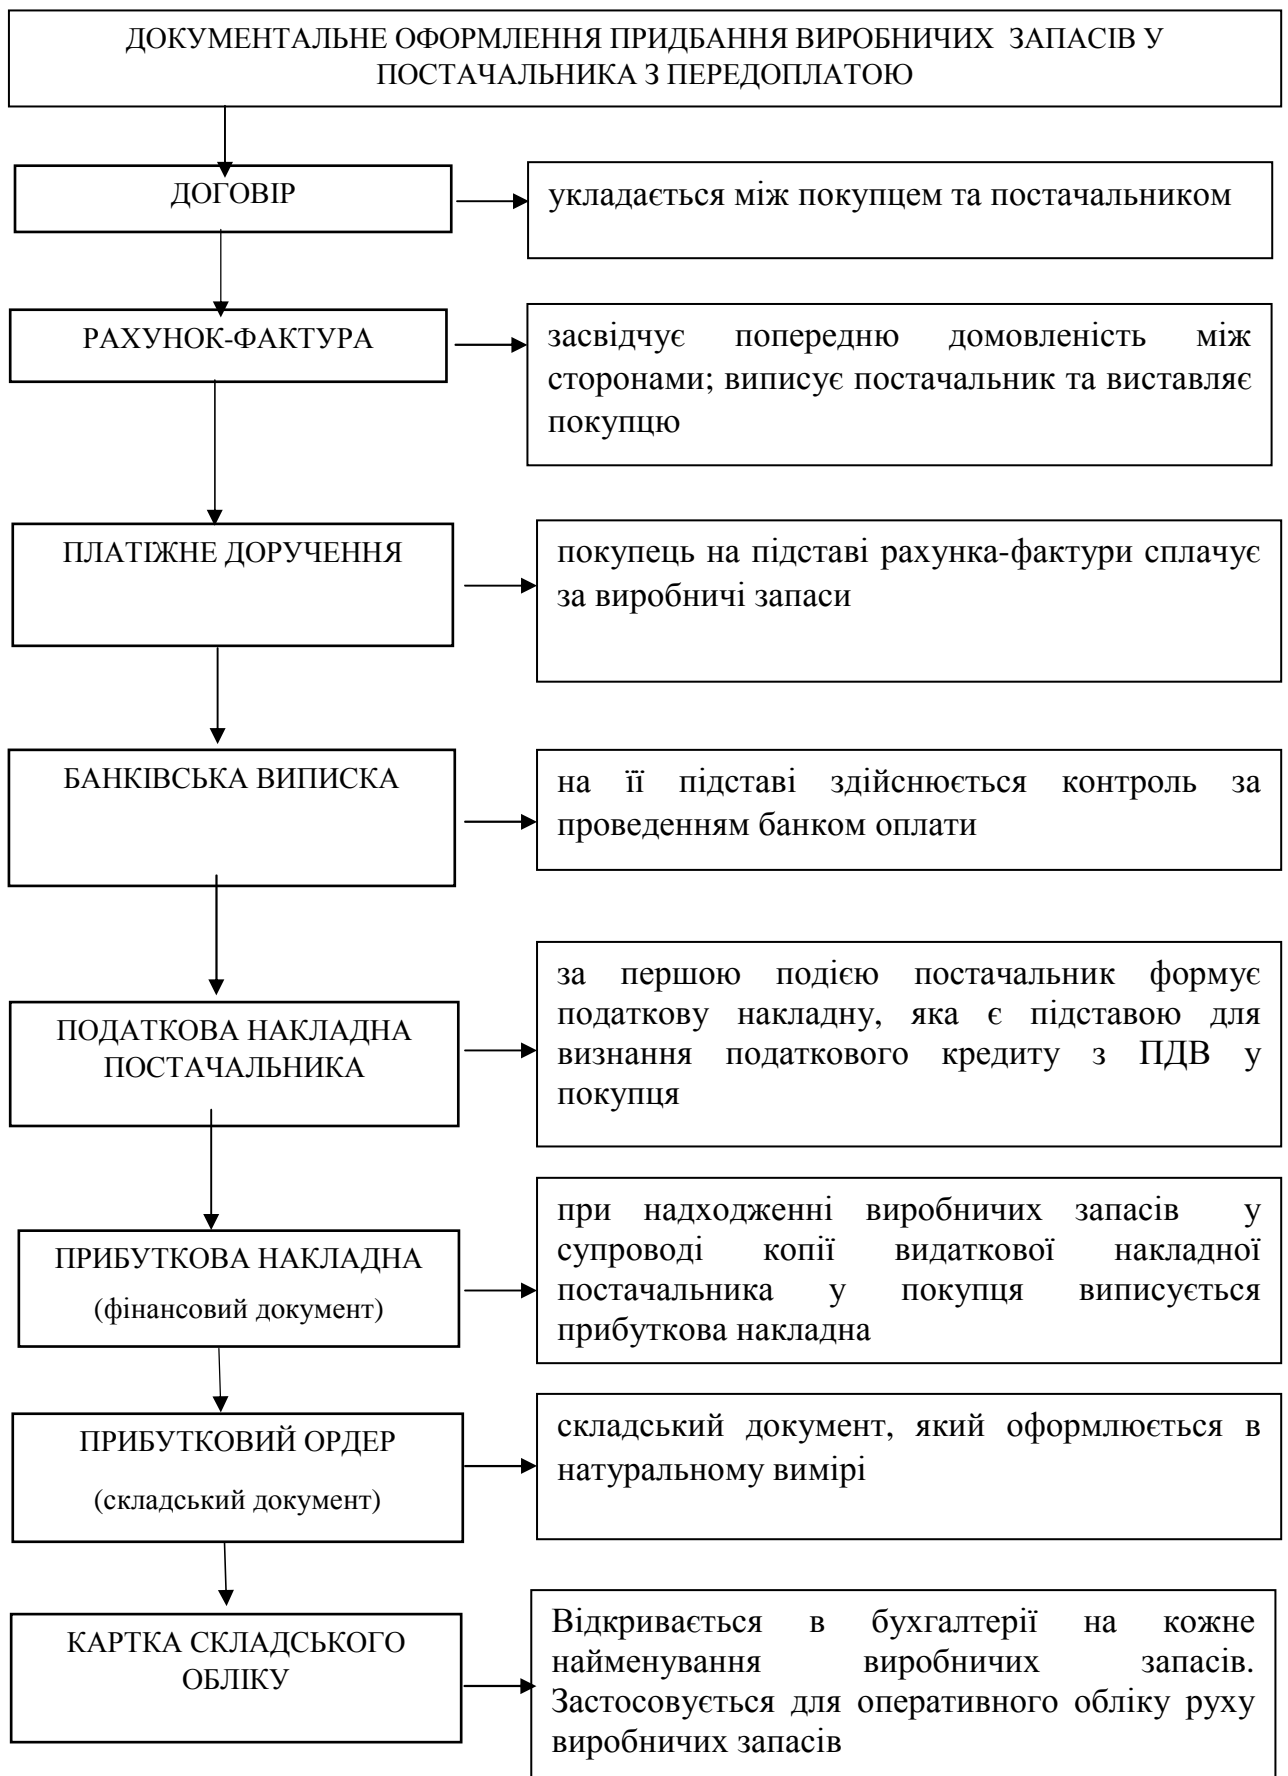 ДОКУМЕНТАЛЬНЕ ОФОРМЛЕННЯ ПРИДБАННЯ ВИРОБНИЧИХ ЗАПАСІВ У
ПОСТАЧАЛЬНИКА З ПЕРЕДОПЛАТОЮ
ДОГОВІР
укладається між покупцем та постачальником
РАХУНОК-ФАКТУРА
засвідчує попередню домовленість між
сторонами; виписує постачальник та виставляє
покупцю
ПЛАТІЖНЕ ДОРУЧЕННЯ
покупець на підставі рахунка-фактури сплачує
за виробничі запаси
БАНКІВСЬКА ВИПИСКА
на її підставі здійснюється контроль за
проведенням банком оплати
ПОДАТКОВА НАКЛАДНА
ПОСТАЧАЛЬНИКА
за першою подією постачальник формує
податкову накладну, яка є підставою для
визнання податкового кредиту з ПДВ у
покупця
ПРИБУТКОВА НАКЛАДНА
(фінансовий документ)
при надходженні виробничих запасів у
супроводі копії видаткової накладної
постачальника у покупця виписується
прибуткова накладна
ПРИБУТКОВИЙ ОРДЕР
(складський документ)
складський документ, який оформлюється в
натуральному вимірі
КАРТКА СКЛАДСЬКОГО
ОБЛІКУ
Відкривається в бухгалтерії на кожне
найменування виробничих запасів.
Застосовується для оперативного обліку руху
виробничих запасів